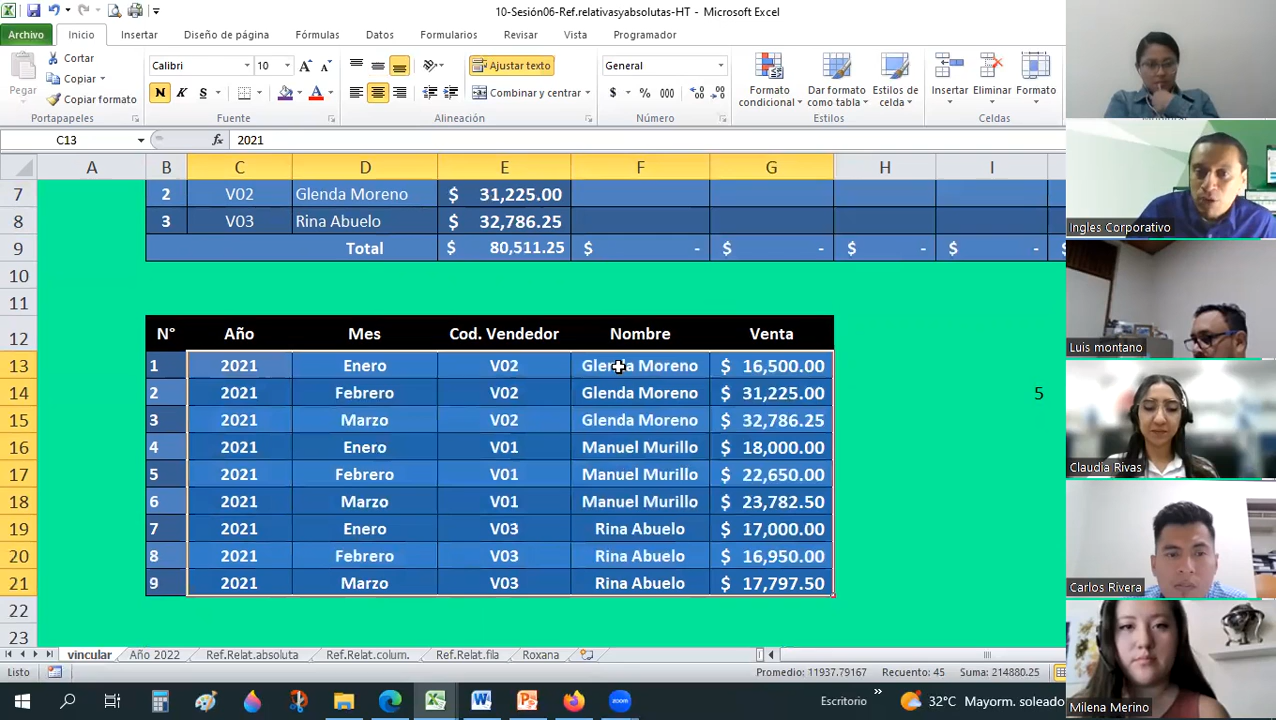 10-Sesión06-Ref.relativasyabsolutas-HT - Microsoft Excel
Archivo Inicio Insertar Diseño de página Fórmulas Datos Formularios Revisar Vista Programador
Pegar
Cortar
Copiar
Copiar formato
Portapapeles
Calibri 10
N K S
Fuente
Ajustar texto
Combinar y centrar
Alineación
General
$ % 000
Número
Formato condicional
Dar formato como tabla
Estilos de celda
Estilos
Insertar Eliminar Formato
Celdas
C13 fx 2021
A B C D E F G H I
7 2 V02 Glenda Moreno $ 31,225.00
8 3 V03 Rina Abuelo $ 32,786.25
9 Total $ 80,511.25 $ - $ - $ - $ -
10
11
12 N° Año Mes Cod. Vendedor Nombre Venta
13 1 2021 Enero V02 Glenda Moreno $ 16,500.00
14 2 2021 Febrero V02 Glenda Moreno $ 31,225.00 5
15 3 2021 Marzo V02 Glenda Moreno $ 32,786.25
16 4 2021 Enero V01 Manuel Murillo $ 18,000.00
17 5 2021 Febrero V01 Manuel Murillo $ 22,650.00
18 6 2021 Marzo V01 Manuel Murillo $ 23,782.50
19 7 2021 Enero V03 Rina Abuelo $ 17,000.00
20 8 2021 Febrero V03 Rina Abuelo $ 16,950.00
21 9 2021 Marzo V03 Rina Abuelo $ 17,797.50
22
23
vincular Año 2022 Ref.Relat.absoluta Ref.Relat.colum. Ref.Rel.fila Roxana
Listo Promedio: 11937.79167 Recuento: 45 Suma: 214880.25
zoom
Escritorio » 32°C Mayorm. soleado
Ingles Corporativo
Luis montano
Claudia Rivas
Carlos Rivera
Milena Merino